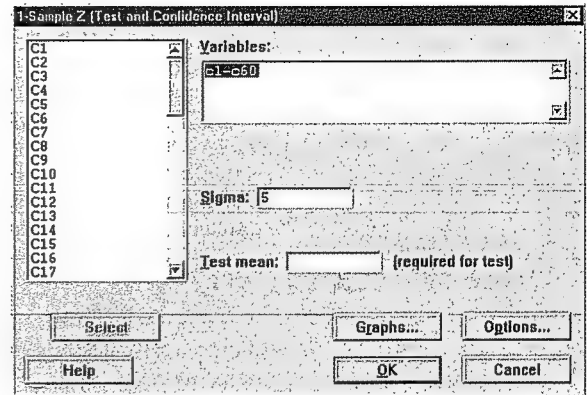 1-Sample Z (Test and Confidence Interval)
C1
C2
C3
C4
C5
C6
C7
C8
C9
C10
C11
C12
C13
C14
C15
C16
C17
Variables:
c1-c60
Sigma: 5
Test mean: (required for test)
Select
Graphs...
Options...
Help
OK
Cancel